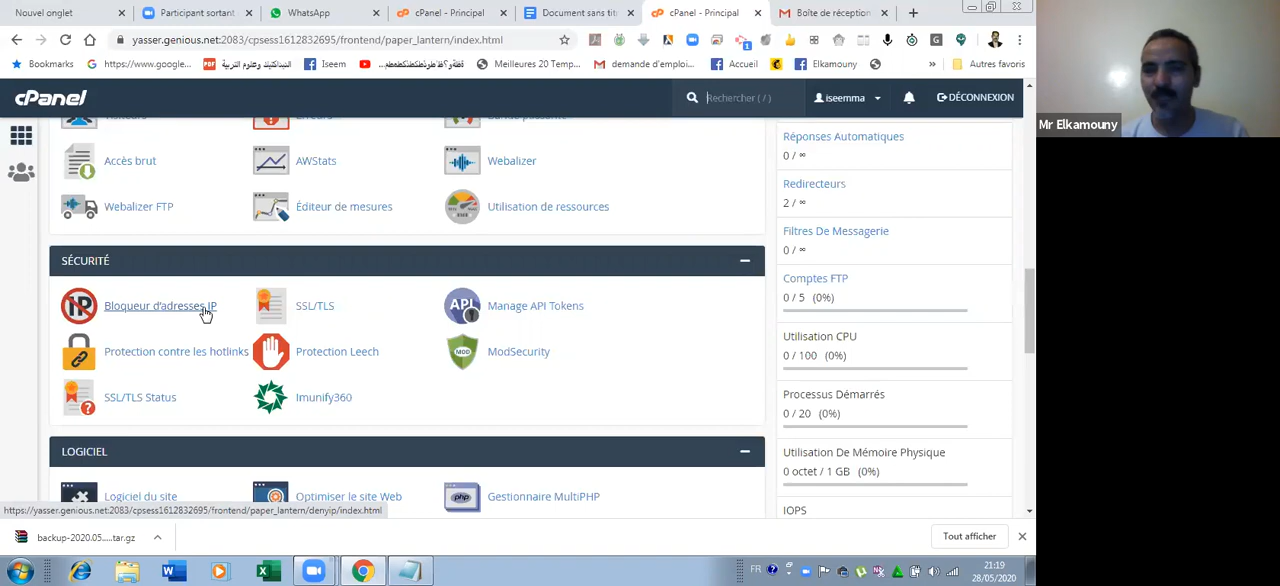 Nouvel onglet
Participant sortant
WhatsApp
cPanel - Principal
Document sans titr
cPanel - Principal
Boîte de réception
yasser.genious.net:2083/cpsess1612832695/frontend/paper_lantern/index.html
Bookmarks
https://www.google...
Iseem
Meilleures 20 Temp...
demande d'emploi...
Accueil
Elkamouny
»
Autres favoris
cPanel
Rechercher ( / )
iseemma
DÉCONNEXION
Mr Elkamouny
Accès brut
AWStats
Webalizer
Webalizer FTP
Éditeur de mesures
Utilisation de ressources
SÉCURITÉ
Bloqueur d'adresses IP
SSL/TLS
Manage API Tokens
Protection contre les hotlinks
Protection Leech
ModSecurity
SSL/TLS Status
Imunify360
LOGICIEL
Logiciel du site
Optimiser le site Web
Gestionnaire MultiPHP
Réponses Automatiques
0 / ∞
Redirecteurs
2 / ∞
Filtres De Messagerie
0 / ∞
Comptes FTP
0 / 5 (0%)
Utilisation CPU
0 / 100 (0%)
Processus Démarrés
0 / 20 (0%)
Utilisation De Mémoire Physique
0 octet / 1 GB (0%)
IOPS
https://yasser.genious.net:2083/cpsess1612832695/frontend/paper_lantern/denyip/index.html
backup-2020.05....tar.gz
Tout afficher
FR
21:19
28/05/2020